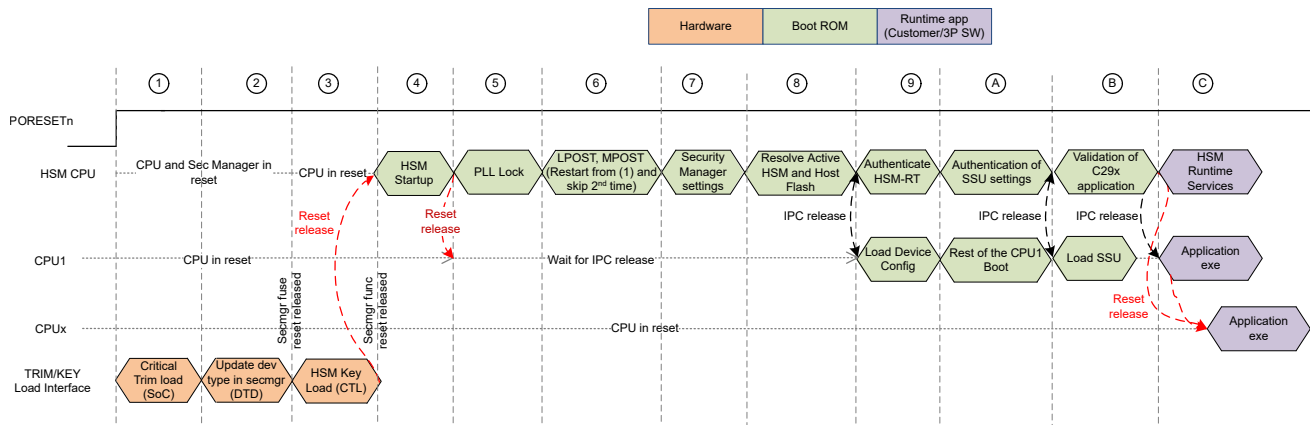 Hardware
Boot ROM
Runtime app
(Customer/3P SW)
1
2
3
4
5
6
7
8
9
A
B
C
PORESETn
HSM CPU
CPU and Sec Manager in
reset
CPU in reset
HSM
Startup
PLL Lock
LPOST, MPOST
(Restart from (1) and
skip 2nd time)
Security
Manager
settings
Resolve Active
HSM and Host
Flash
Authenticate
HSM-RT
Authentication of
SSU settings
Validation of
C29x
application
HSM
Runtime
Services
Reset
release
Reset
release
IPC release
IPC release
IPC release
CPU1
CPU in reset
Wait for IPC release
Load Device
Config
Rest of the CPU1
Boot
Load SSU
Application
exe
Secmgr fuse
reset released
Secmgr func
reset released
Reset
release
CPUx
CPU in reset
Application
exe
TRIM/KEY
Load Interface
Critical
Trim load
(SoC)
Update dev
type in secmgr
(DTD)
HSM Key
Load (CTL)